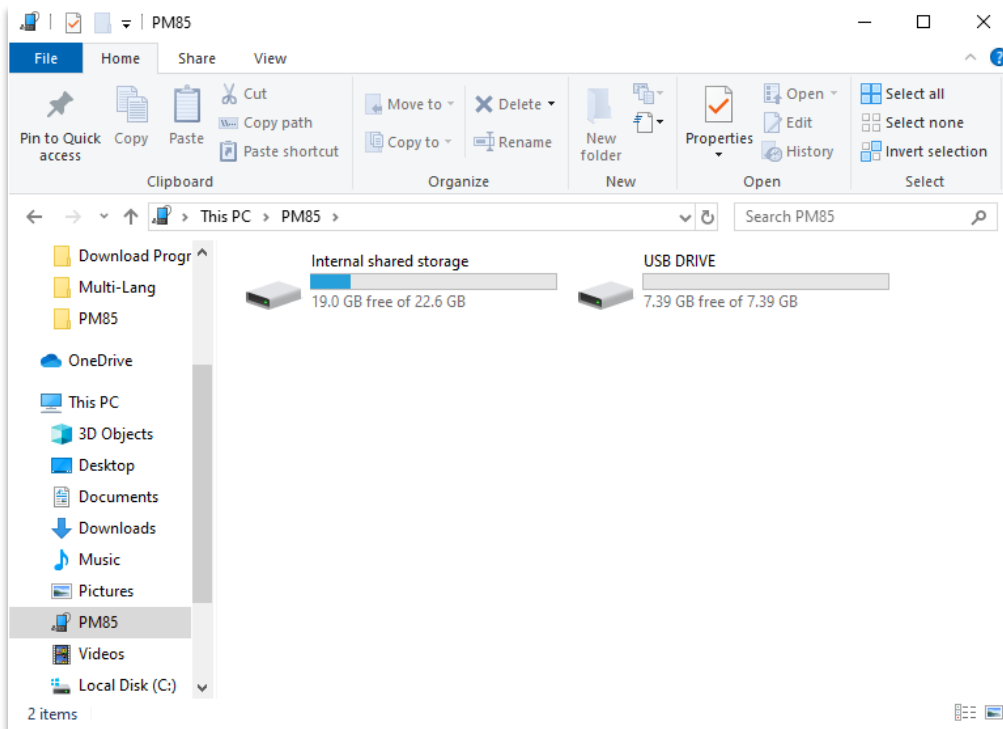 PM85
File Home Share View
Pin to Quick access
Copy
Paste
Cut
Copy path
Paste shortcut
Clipboard
Move to
Copy to
Delete
Rename
Organize
New folder
New
Properties
Open
Edit
History
Open
Select all
Select none
Invert selection
Select
This PC > PM85 >
Search PM85
Download Progr
Multi-Lang
PM85
OneDrive
This PC
3D Objects
Desktop
Documents
Downloads
Music
Pictures
PM85
Videos
Local Disk (C:)
Internal shared storage
19.0 GB free of 22.6 GB
USB DRIVE
7.39 GB free of 7.39 GB
2 items